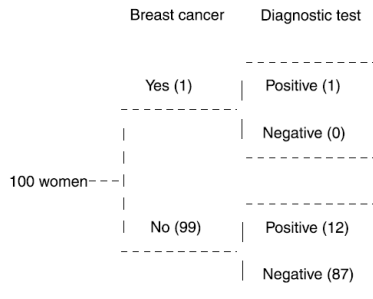 Breast cancer Diagnostic test
Yes (1) Positive (1)
Negative (0)
100 women
No (99) Positive (12)
Negative (87)